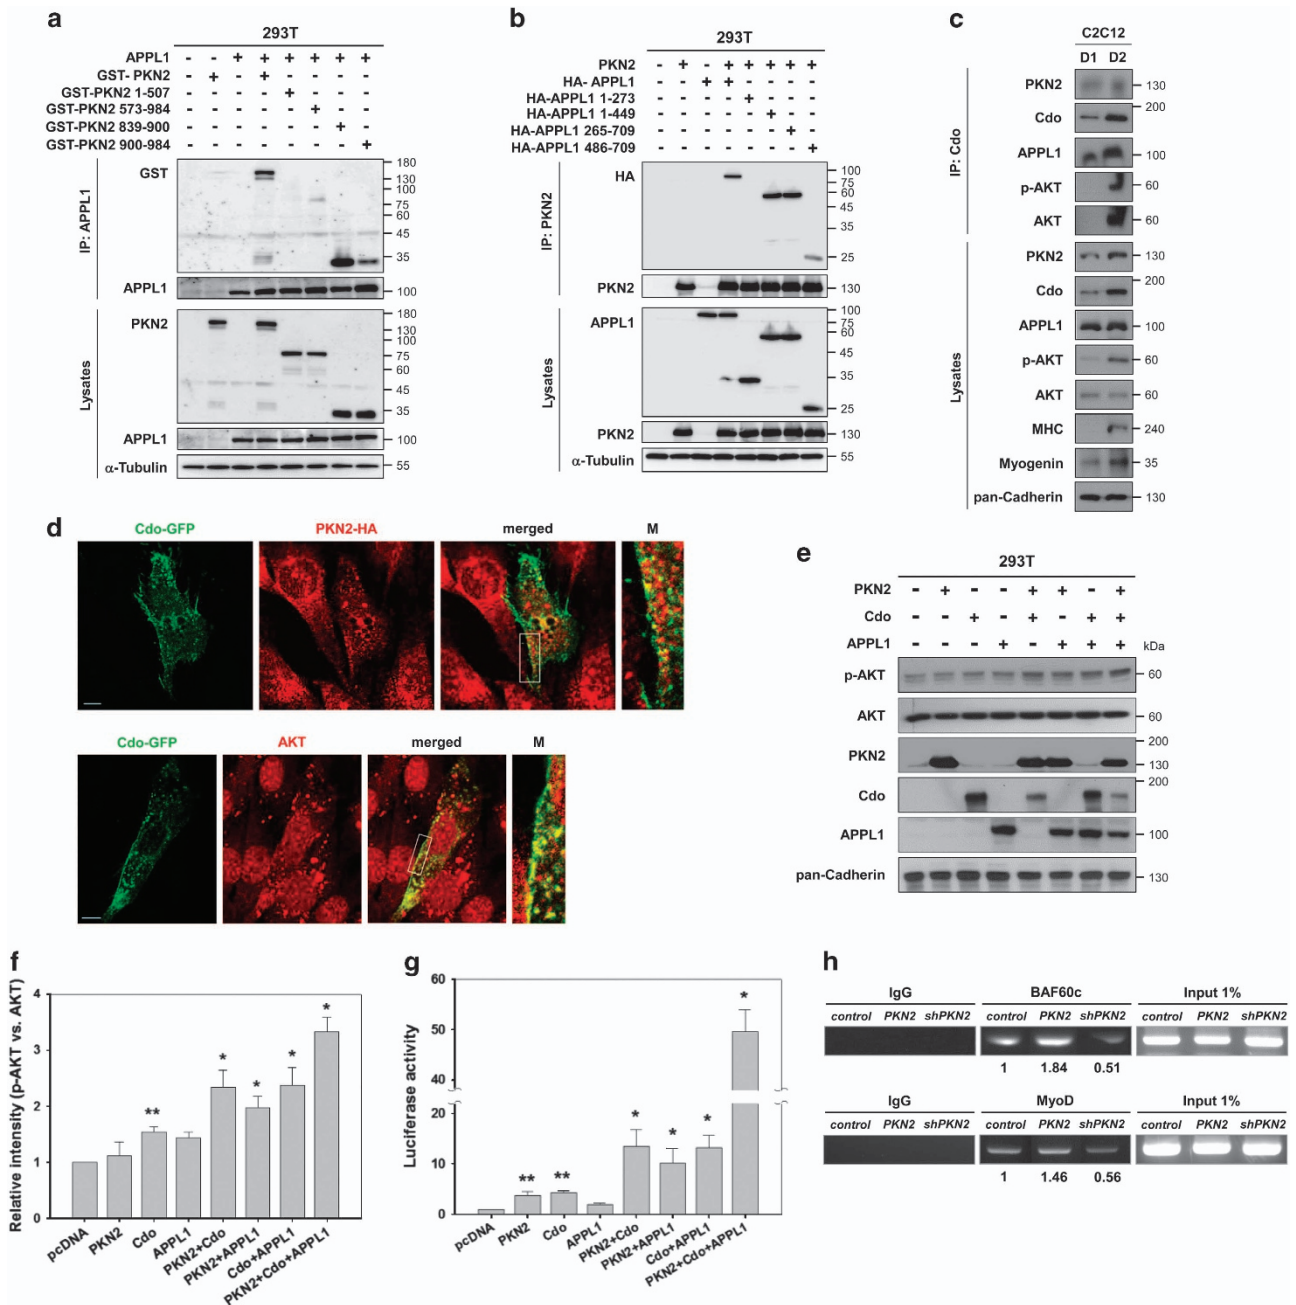 a
293T
APPL1 - - + + + + + +
GST- PKN2 - + - + - - - -
GST-PKN2 1-507 - - - - + - - -
GST-PKN2 573-984 - - - - - + - -
GST-PKN2 839-900 - - - - - - + -
GST-PKN2 900-984 - - - - - - - +
IP: APPL1
GST
180
130
100
75
60
45
35
APPL1 100
Lysates
PKN2
180
130
100
75
60
45
35
APPL1 100
α-Tubulin 55
b
293T
PKN2 - + - + + + + +
HA- APPL1 - - + + - - - -
HA-APPL1 1-273 - - - - + - - -
HA-APPL1 1-449 - - - - - + - -
HA-APPL1 265-709 - - - - - - + -
HA-APPL1 486-709 - - - - - - - +
IP: PKN2
HA
100
75
60
45
35
25
PKN2 130
Lysates
APPL1
100
75
60
45
35
25
PKN2 130
α-Tubulin 55
c
C2C12
D1 D2
IP: Cdo
PKN2 130
200
Cdo
APPL1 100
p-AKT 60
AKT 60
Lysates
PKN2 130
200
Cdo
APPL1 100
p-AKT 60
AKT 60
MHC 240
Myogenin 35
pan-Cadherin 130
d
Cdo-GFP PKN2-HA merged M
Cdo-GFP AKT merged M
e
293T
PKN2 - + - - + + - +
Cdo - - + - + - + +
APPL1 - - - + - + + +
kDa
p-AKT 60
AKT 60
200
PKN2 130
200
Cdo
APPL1 100
pan-Cadherin 130
f
Relative intensity (p-AKT vs. AKT)
4
3
2
1
0
** * * * *
pcDNA PKN2 Cdo APPL1 PKN2+Cdo PKN2+APPL1 Cdo+APPL1 PKN2+Cdo+APPL1
g
Luciferase activity
60
50
40
20
10
0
** ** * * * *
pcDNA PKN2 Cdo APPL1 PKN2+Cdo PKN2+APPL1 Cdo+APPL1 PKN2+Cdo+APPL1
h
IgG BAF60c Input 1%
control PKN2 shPKN2 control PKN2 shPKN2 control PKN2 shPKN2
1 1.84 0.51
IgG MyoD Input 1%
control PKN2 shPKN2 control PKN2 shPKN2 control PKN2 shPKN2
1 1.46 0.56